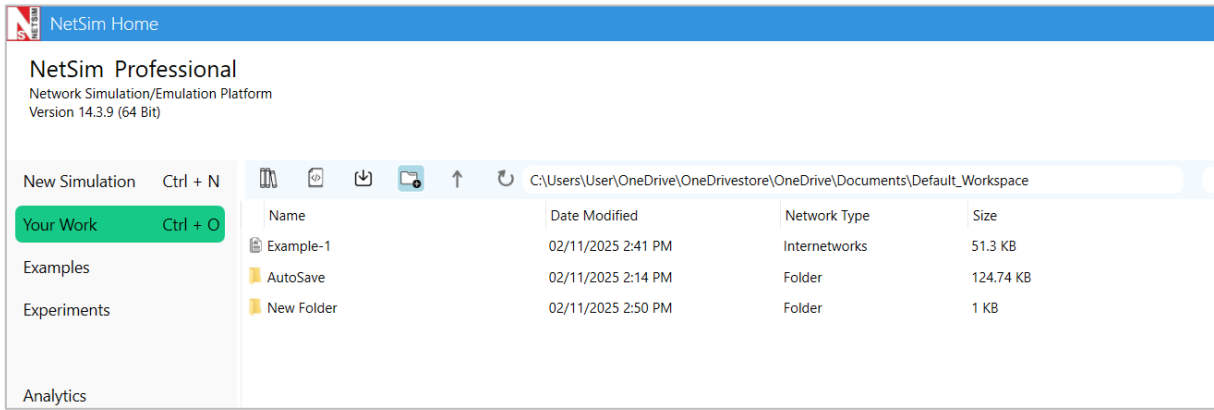 NETSIM
NetSim Home
NetSim Professional
Network Simulation/Emulation Platform
Version 14.3.9 (64 Bit)
New Simulation Ctrl + N
Your Work Ctrl + O
Examples
Experiments
Analytics
C:\Users\User\OneDrive\OneDrivestore\OneDrive\Documents\Default_Workspace
Name Date Modified Network Type Size
Example-1 02/11/2025 2:41 PM Internetworks 51.3 KB
AutoSave 02/11/2025 2:14 PM Folder 124.74 KB
New Folder 02/11/2025 2:50 PM Folder 1 KB